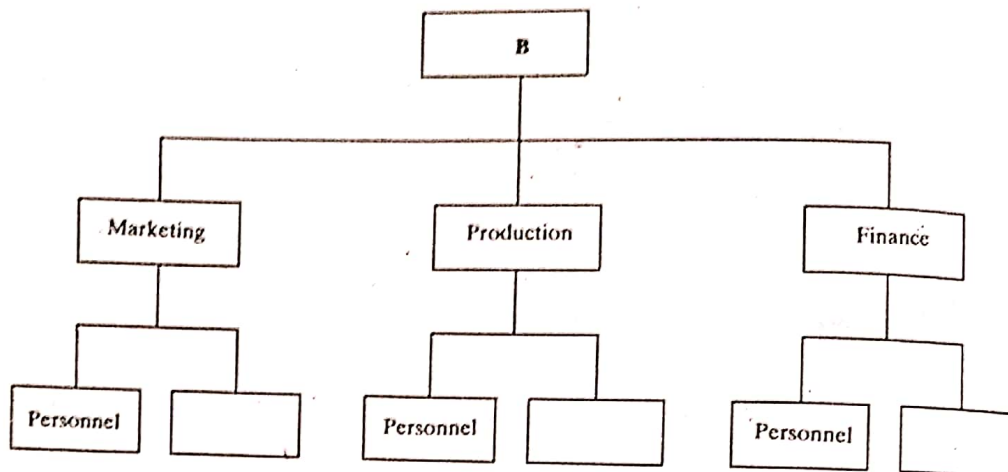 B
Marketing
Production
Finance
Personnel
Personnel
Personnel